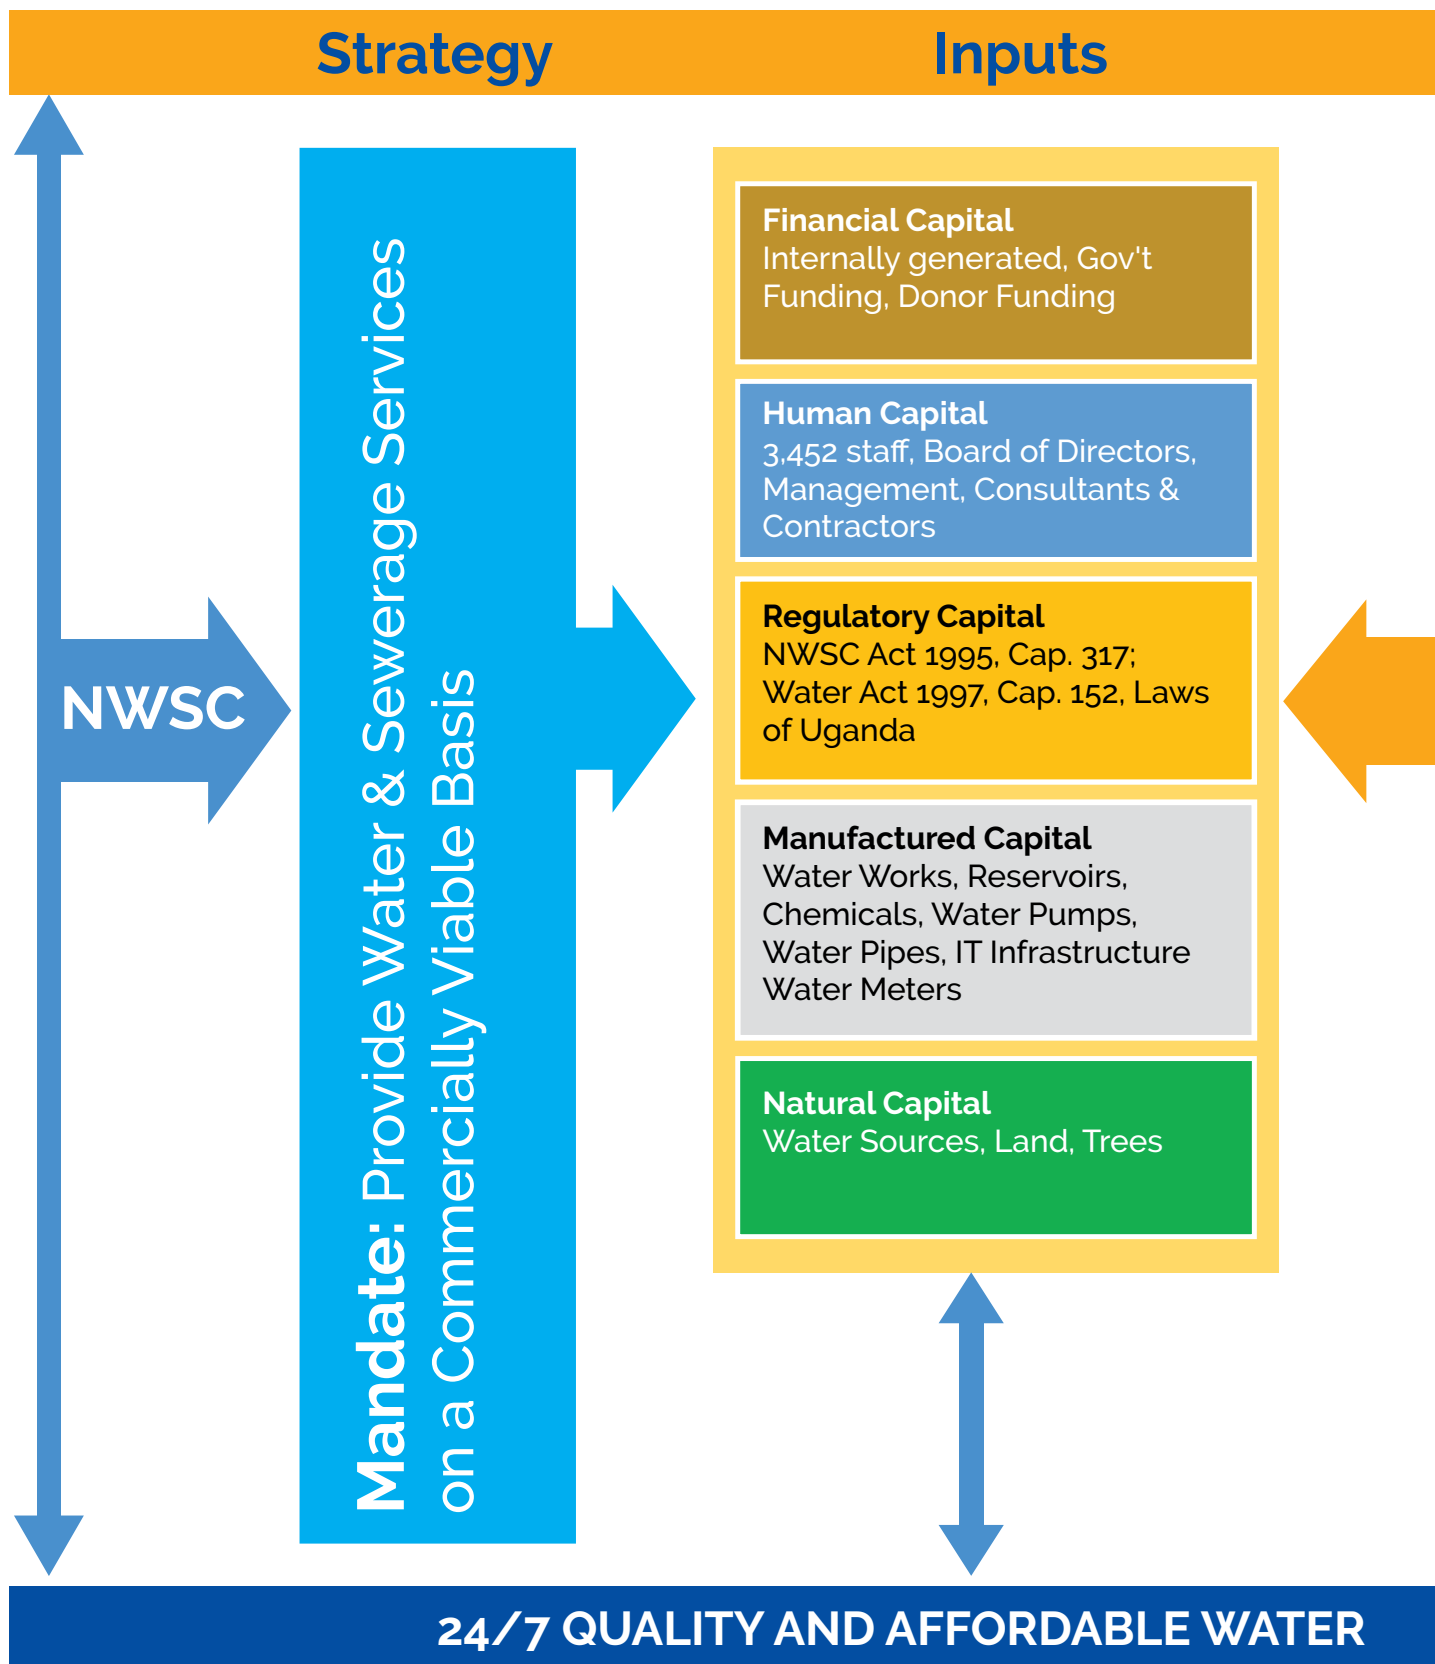 Strategy
Inputs
NWSC
Mandate: Provide Water & Sewerage Services
on a Commercially Viable Basis
Financial Capital
Internally generated, Gov't
Funding, Donor Funding
Human Capital
3,452 staff, Board of Directors,
Management, Consultants &
Contractors
Regulatory Capital
NWSC Act 1995, Cap. 317;
Water Act 1997, Cap. 152, Laws
of Uganda
Manufactured Capital
Water Works, Reservoirs,
Chemicals, Water Pumps,
Water Pipes, IT Infrastructure
Water Meters
Natural Capital
Water Sources, Land, Trees
24/7 QUALITY AND AFFORDABLE WATER